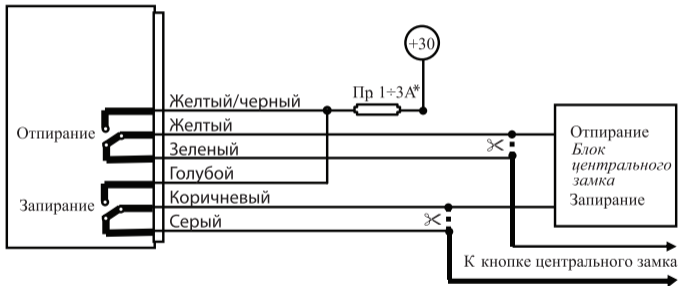 +30
Пр 1÷3А*
Желтый/черный
Отпирание
Желтый
Зеленый
Голубой
Запирание
Коричневый
Серый
Отпирание
Блок
центрального
замка
Запирание
К кнопке центрального замка